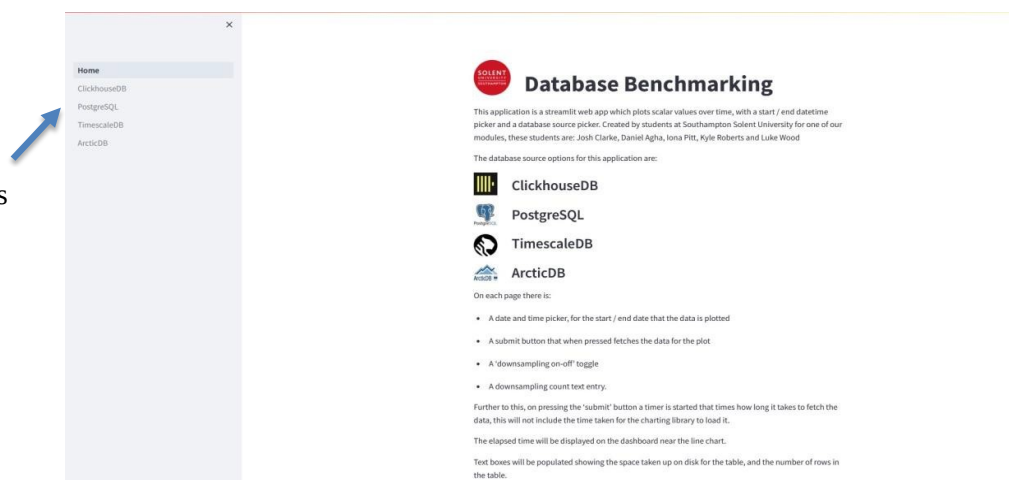 ×
Home
ClickhouseDB
PostgreSQL
TimescaleDB
ArcticDB
s
SOLENT
UNIVERSITY
SOUTHAMPTON
Database Benchmarking
This application is a streamlit web app which plots scalar values over time, with a start / end datetime
picker and a database source picker. Created by students at Southampton Solent University for one of our
modules, these students are: Josh Clarke, Daniel Agha, Iona Pitt, Kyle Roberts and Luke Wood
The database source options for this application are:
ClickhouseDB
PostgreSQL
PostgreSQL
TimescaleDB
ArcticDB
ArcticDB
On each page there is:
• A date and time picker, for the start / end date that the data is plotted
• A submit button that when pressed fetches the data for the plot
• A 'downsampling on-off' toggle
• A downsampling count text entry.
Further to this, on pressing the 'submit' button a timer is started that times how long it takes to fetch the
data, this will not include the time taken for the charting library to load it.
The elapsed time will be displayed on the dashboard near the line chart.
Text boxes will be populated showing the space taken up on disk for the table, and the number of rows in
the table.